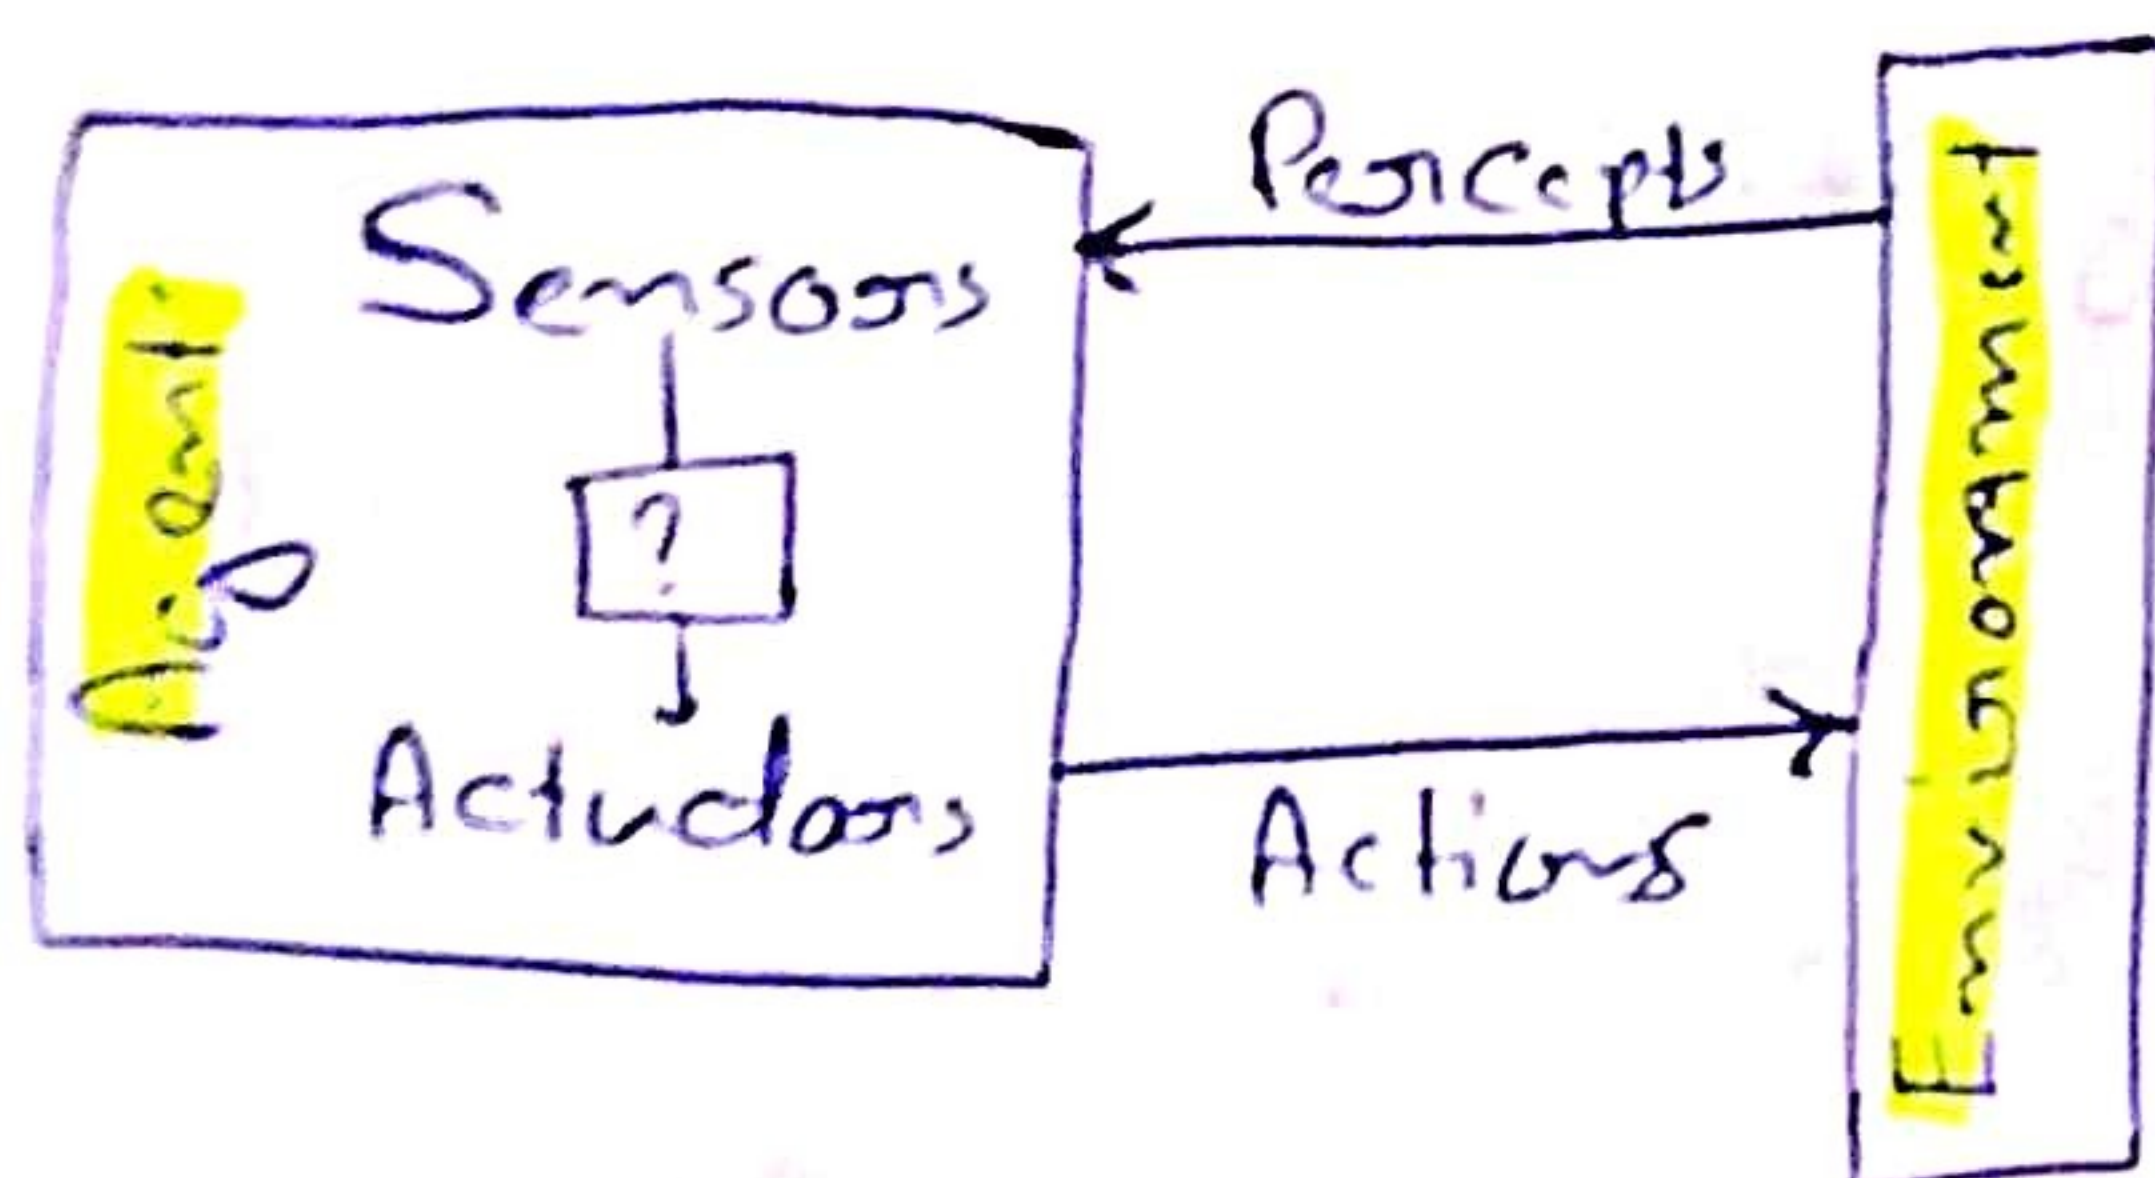 Percepts
Sensors
Agent
?
Actuators
Actions
Environment